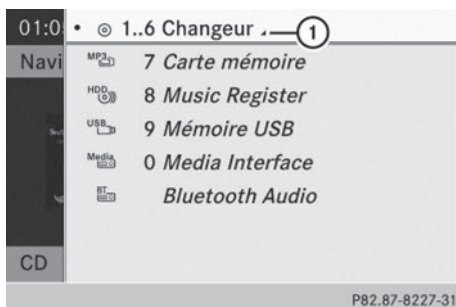 01:0 • 1..6 Changeur 1
Navi MP3 7 Carte mémoire
HDD 8 Music Register
USB 9 Mémoire USB
Media 0 Media Interface
BT Bluetooth Audio
CD
P82.87-8227-31